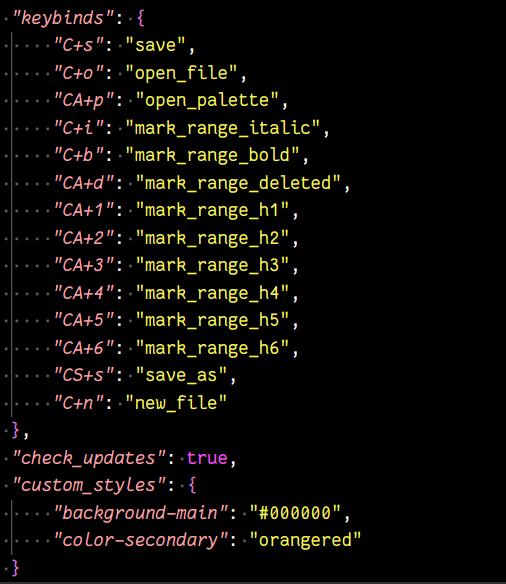 "keybinds": {
"C+s": "save",
"C+o": "open_file",
"CA+p": "open_palette",
"C+i": "mark_range_italic",
"C+b": "mark_range_bold",
"CA+d": "mark_range_deleted",
"CA+1": "mark_range_h1",
"CA+2": "mark_range_h2",
"CA+3": "mark_range_h3",
"CA+4": "mark_range_h4",
"CA+5": "mark_range_h5",
"CA+6": "mark_range_h6",
"CS+s": "save_as",
"C+n": "new_file"
},
"check_updates": true,
"custom_styles": {
"background-main": "#000000",
"color-secondary": "orangered"
}